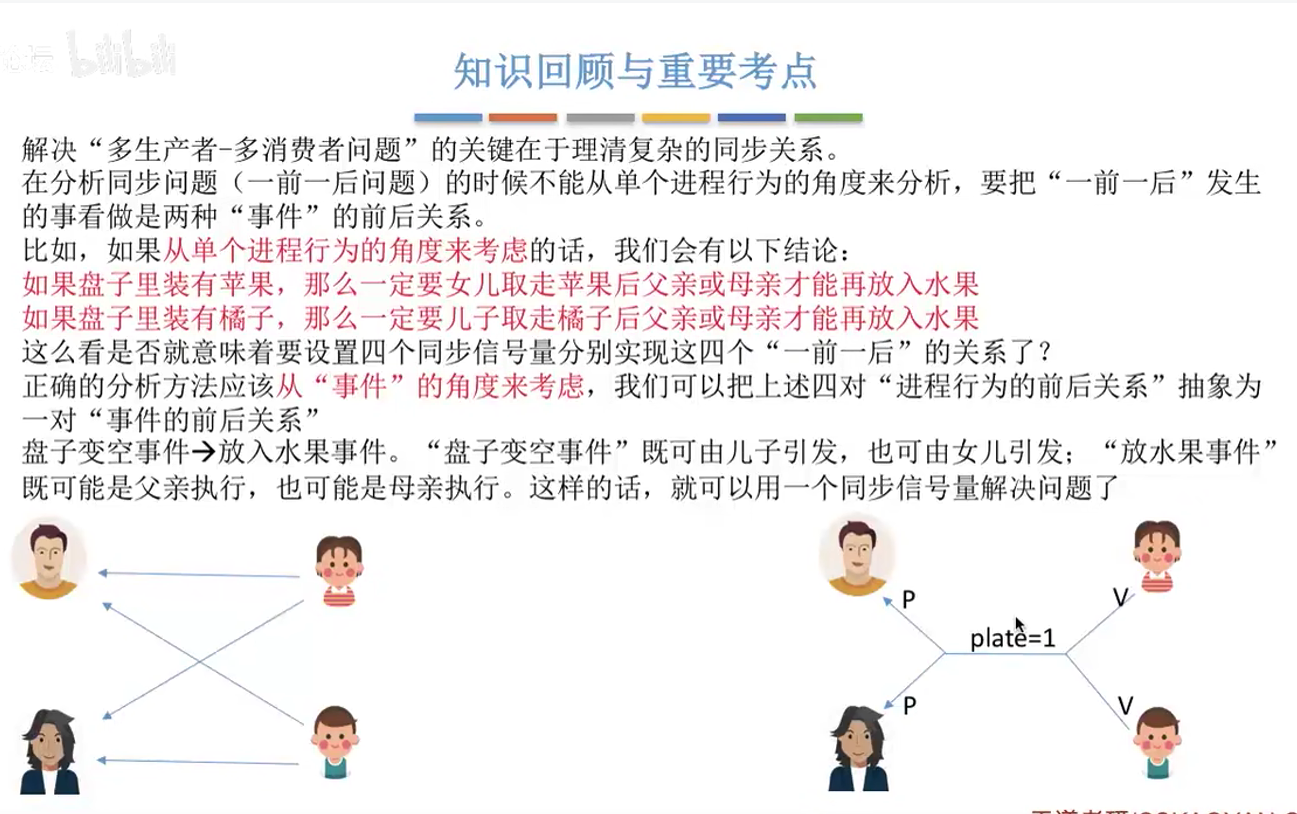 bilibili
知识回顾与重要考点
解决“多生产者-多消费者问题”的关键在于理清复杂的同步关系。
在分析同步问题（一前一后问题）的时候不能从单个进程行为的角度来分析，要把“一前一后”发生
的事看做是两种“事件”的前后关系。
比如，如果从单个进程行为的角度来考虑的话，我们会有以下结论：
如果盘子里装有苹果，那么一定要女儿取走苹果后父亲或母亲才能再放入水果
如果盘子里装有橘子，那么一定要儿子取走橘子后父亲或母亲才能再放入水果
这么看是否就意味着要设置四个同步信号量分别实现这四个“一前一后”的关系了？
正确的分析方法应该从“事件”的角度来考虑，我们可以把上述四对“进程行为的前后关系”抽象为
一对“事件的前后关系”
盘子变空事件→放入水果事件。“盘子变空事件”既可由儿子引发，也可由女儿引发；“放水果事件”
既可能是父亲执行，也可能是母亲执行。这样的话，就可以用一个同步信号量解决问题了
P
V
plate=1
P
V